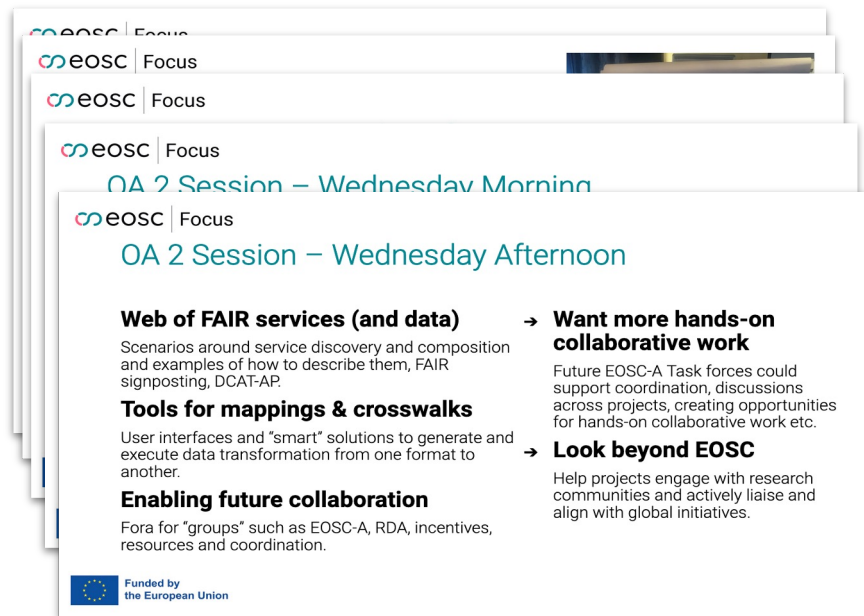 eosc Focus
eosc Focus
eosc Focus
eosc Focus
OA 2 Session – Wednesday Morning
eosc Focus
OA 2 Session – Wednesday Afternoon
Web of FAIR services (and data)
Scenarios around service discovery and composition
and examples of how to describe them, FAIR
signposting, DCAT-AP.
Tools for mappings & crosswalks
User interfaces and “smart” solutions to generate and
execute data transformation from one format to
another.
Enabling future collaboration
Fora for “groups” such as EOSC-A, RDA, incentives,
resources and coordination.
➔ Want more hands-on
collaborative work
Future EOSC-A Task forces could
support coordination, discussions
across projects, creating opportunities
for hands-on collaborative work etc.
➔ Look beyond EOSC
Help projects engage with research
communities and actively liaise and
align with global initiatives.
Funded by
the European Union